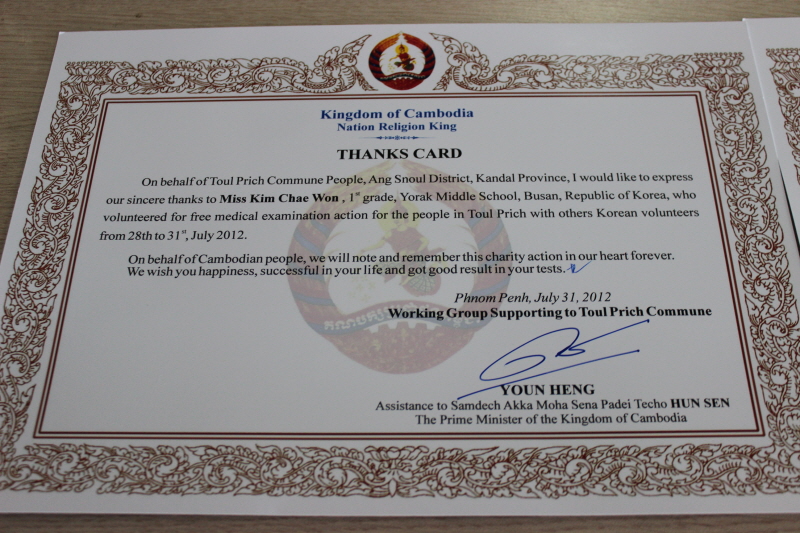 Kingdom of Cambodia
Nation Religion King
THANKS CARD
On behalf of Toul Prich Commune People, Ang Snoul District, Kandal Province, I would like to express
our sincere thanks to Miss Kim Chae Won , 1st grade, Yorak Middle School, Busan, Republic of Korea, who
volunteered for free medical examination action for the people in Toul Prich with others Korean volunteers
from 28th to 31st, July 2012.
On behalf of Cambodian people, we will note and remember this charity action in our heart forever.
We wish you happiness, successful in your life and got good result in your tests.
Phnom Penh, July 31, 2012
Working Group Supporting to Toul Prich Commune
YOUN HENG
Assistance to Samdech Akka Moha Sena Padei Techo HUN SEN
The Prime Minister of the Kingdom of Cambodia